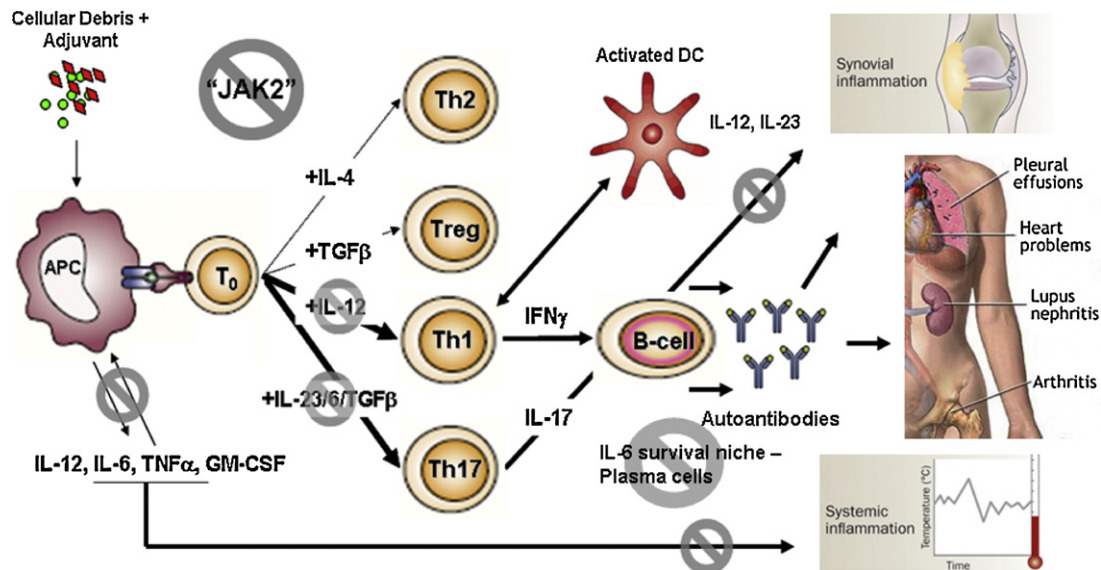 Cellular Debris +
Adjuvant
"JAK2"
Th2
Activated DC
IL-12, IL-23
Synovial
inflammation
+IL-4
APC
T0
+TGFβ
Treg
+IL-12
Th1
IFNγ
B-cell
Pleural
effusions
Heart
problems
Lupus
nephritis
Arthritis
+IL-23/6/TGFβ
Th17
IL-17
Autoantibodies
IL-6 survival niche –
Plasma cells
IL-12, IL-6, TNFα, GM-CSF
Systemic
inflammation
Temperature (°C)
Time